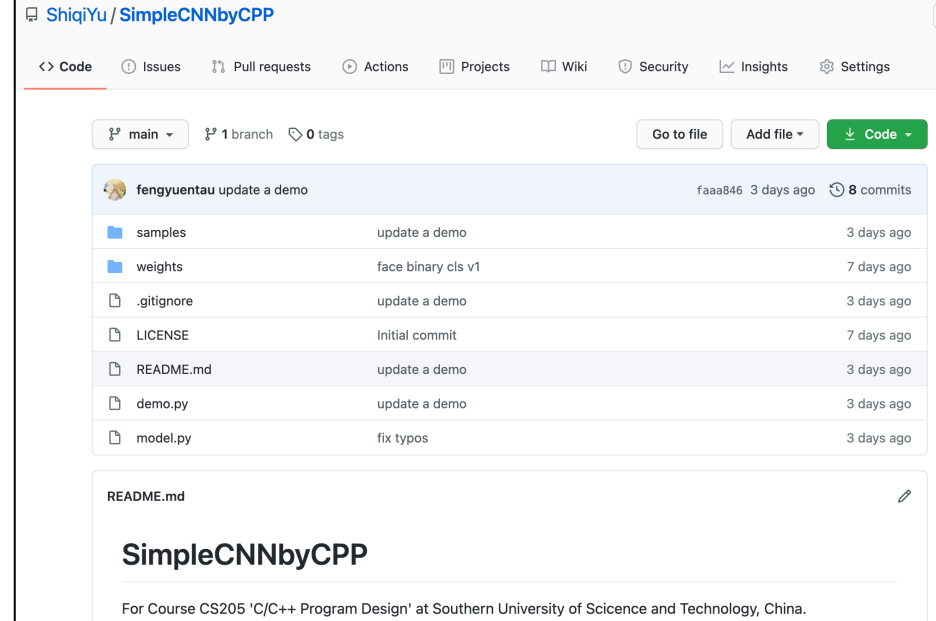 ShiqiYu / SimpleCNNbyCPP
<> Code Issues Pull requests Actions Projects Wiki Security Insights Settings
main 1 branch 0 tags Go to file Add file Code
fengyuentau update a demo faaa846 3 days ago 8 commits
samples update a demo 3 days ago
weights face binary cls v1 7 days ago
.gitignore update a demo 3 days ago
LICENSE Initial commit 7 days ago
README.md update a demo 3 days ago
demo.py update a demo 3 days ago
model.py fix typos 3 days ago
README.md
SimpleCNNbyCPP
For Course CS205 'C/C++ Program Design' at Southern University of Scicence and Technology, China.